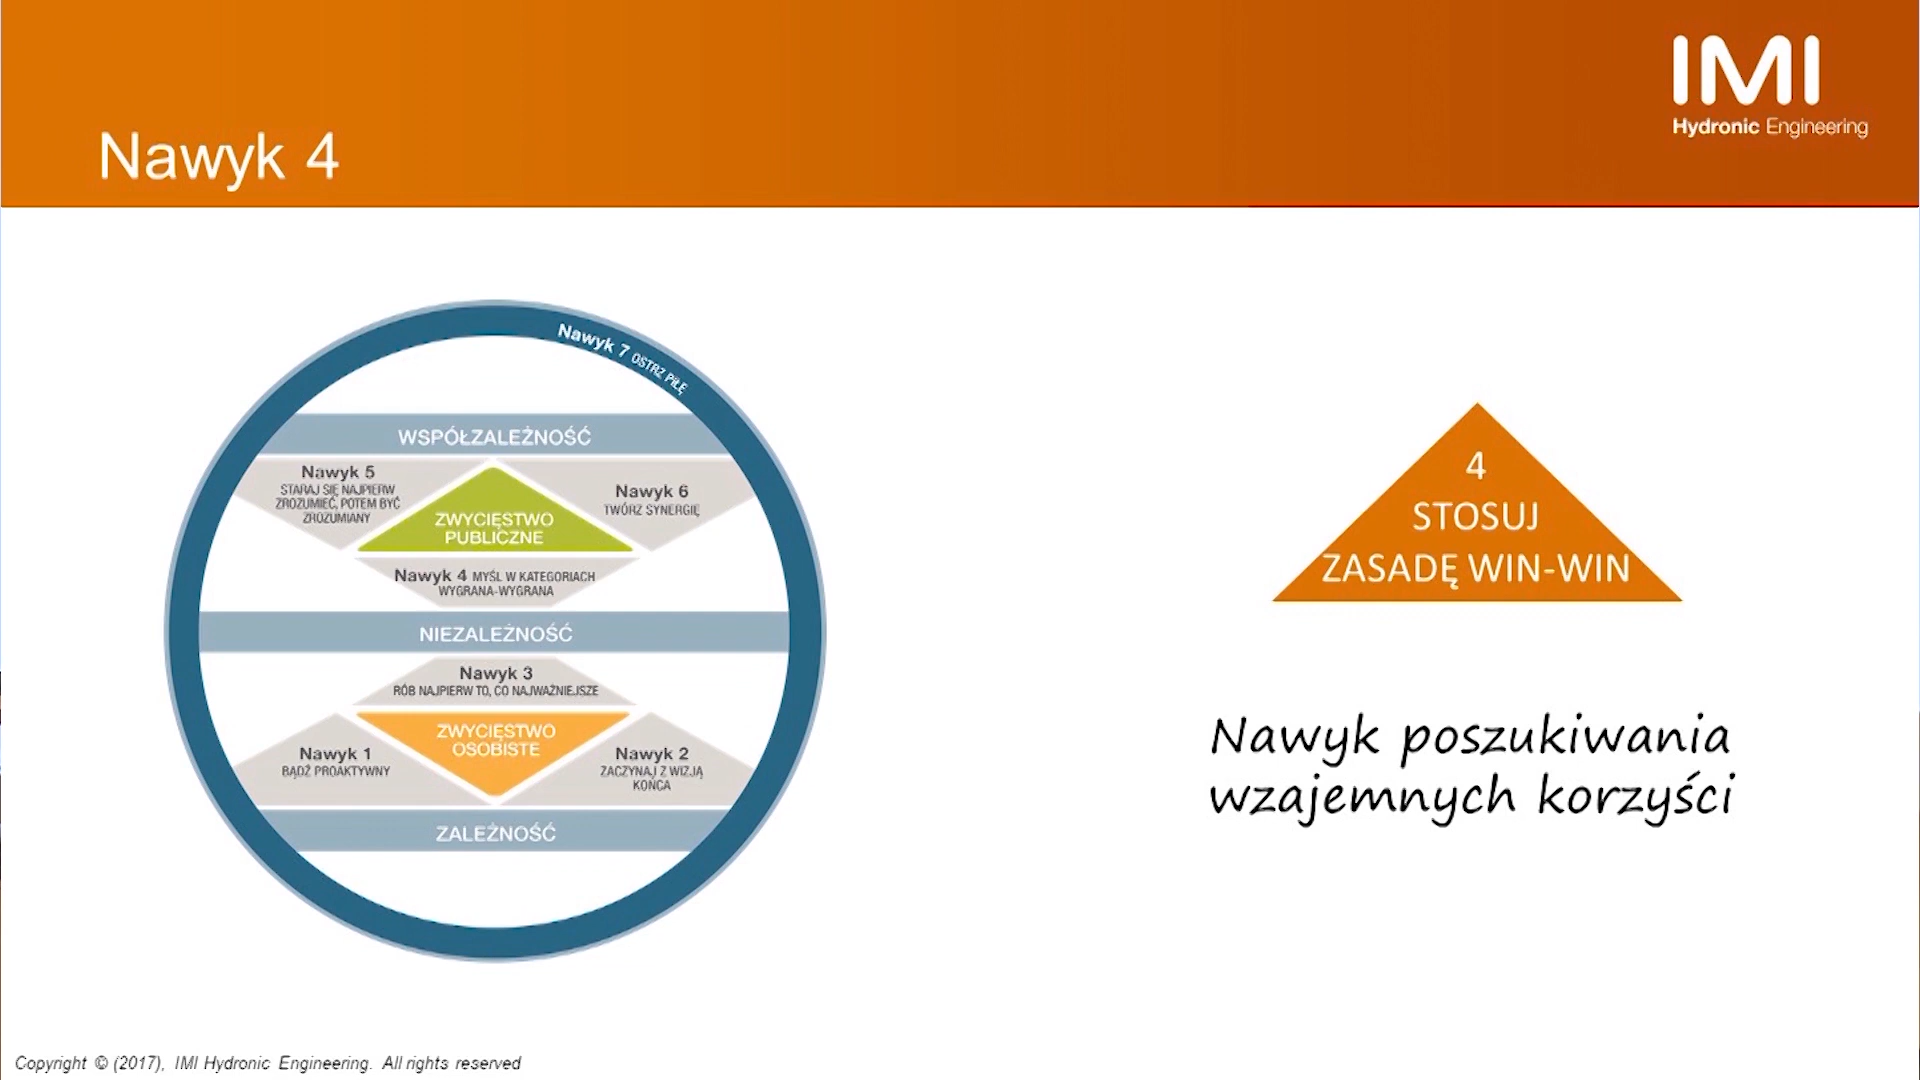 IMI
Hydronic Engineering
Nawyk 4
Nawyk 7 OSTRZ PIŁĘ
WSPÓŁZALEŻNOŚĆ
Nawyk 5
STARAJ SIĘ NAJPIERW
ZROZUMIEĆ, POTEM BYĆ
ZROZUMIANY
ZWYCIĘSTWO
PUBLICZNE
Nawyk 6
TWÓRZ SYNERGIĘ
Nawyk 4 MYŚL W KATEGORIACH
WYGRANA-WYGRANA
NIEZALEŻNOŚĆ
Nawyk 3
RÓB NAJPIERW TO, CO NAJWAŻNIEJSZE
ZWYCIĘSTWO
OSOBISTE
Nawyk 1
BĄDŹ PROAKTYWNY
Nawyk 2
ZACZYNAJ Z WIZJĄ
KOŃCA
ZALEŻNOŚĆ
4
STOSUJ
ZASADĘ WIN-WIN
Nawyk poszukiwania
wzajemnych korzyści
Copyright © (2017), IMI Hydronic Engineering. All rights reserved